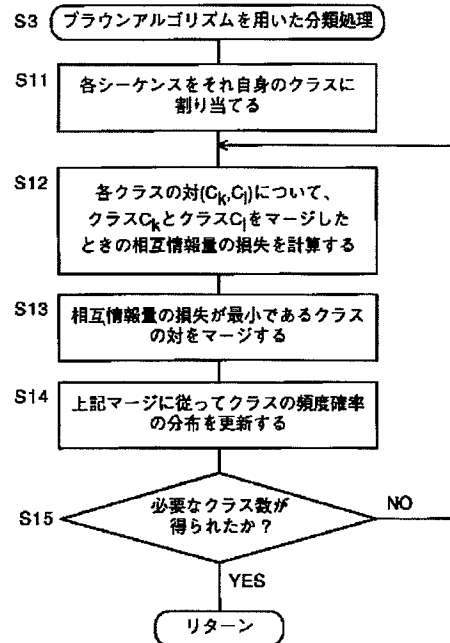 S3 ブラウンアルゴリズムを用いた分類処理
S11
各シーケンスをそれ自身のクラスに
割り当てる
S12
各クラスの対(Ck,Cl)について、
クラスCkとクラスClをマージした
ときの相互情報量の損失を計算する
S13
相互情報量の損失が最小であるクラス
の対をマージする
S14
上記マージに従ってクラスの頻度確率
の分布を更新する
S15
必要なクラス数が
得られたか？
NO
YES
リターン